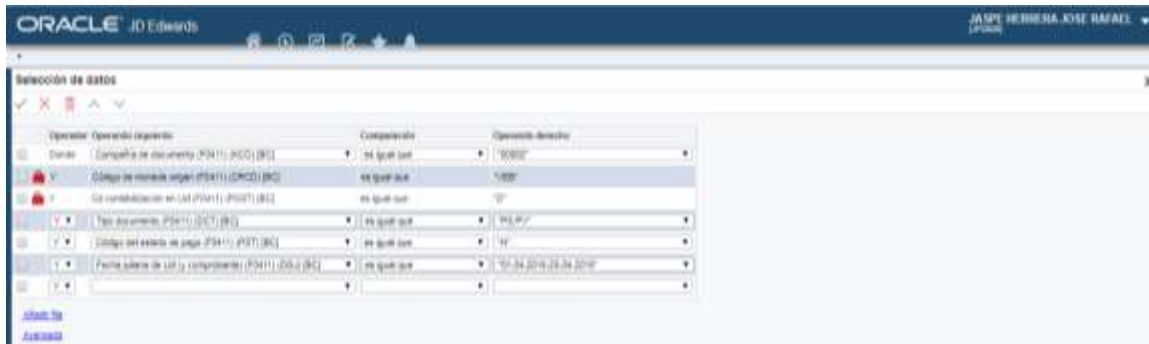 ORACLE JD Edwards
JASPE HERRERA JOSE RAFAEL
Selección de datos
Operador Operando izquierdo Comparación Operando derecho
Donde Compañía de documento (F0411) (KCO) [BC] es igual que
Y Código de moneda origen (F0411) (CRCD) [BC] es igual que
Y Cd contabilización en LM (F0411) (POST) [BC] es igual que
Y Tipo documento (F0411) (DCT) [BC] es igual que
Y Código del estado de pago (F0411) (PST) [BC] es igual que "H"
Y Fecha juliana de LM (y comprobante) (F0411) (DGJ) [BC] es igual que
Y
Añadir fila
Avanzada